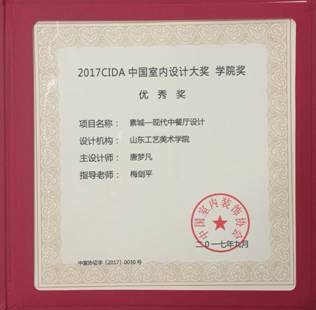 2017CIDA 中国室内设计大奖 学院奖
优秀奖
项目名称： 素城—现代中餐厅设计
设计机构： 山东工艺美术学院
主设计师： 唐梦凡
指导老师： 梅剑平
中国室内装饰协会
二〇一七年九月
中室协证字〔2017〕0030号